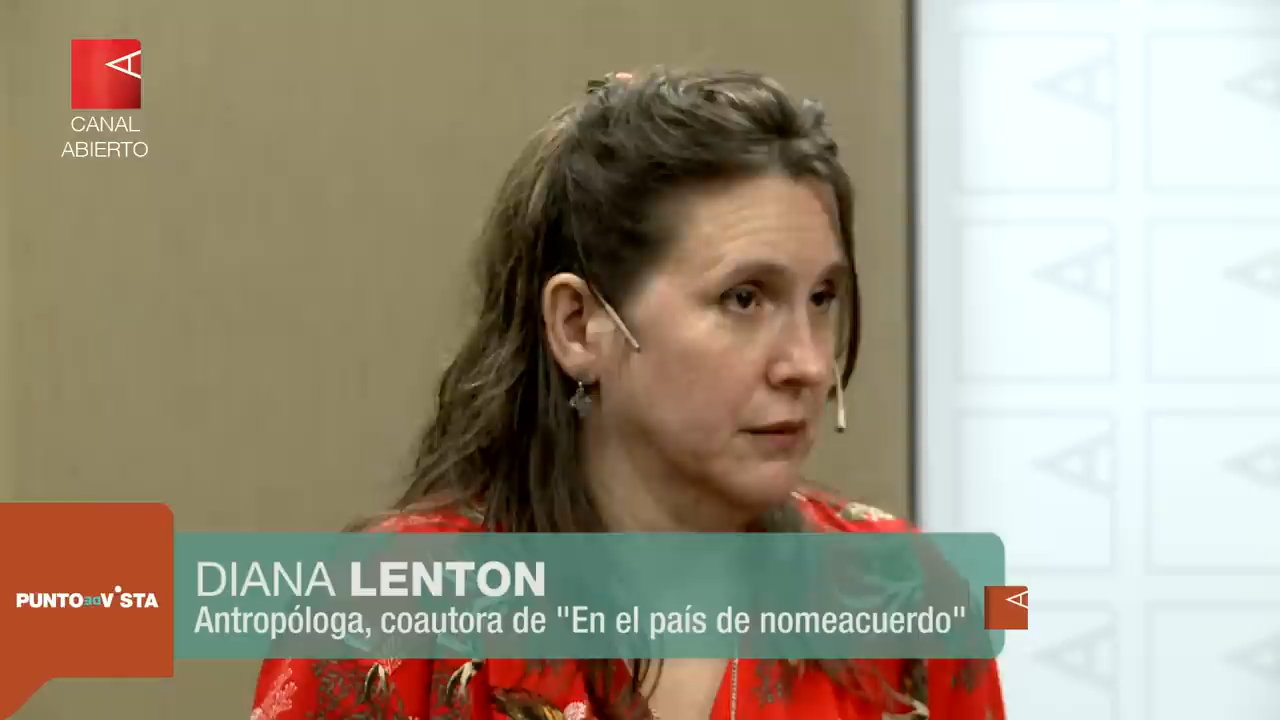 CANAL
ABIERTO
DIANA LENTON
PUNTO DE VISTA
Antropóloga, coautora de "En el país de nomeacuerdo"